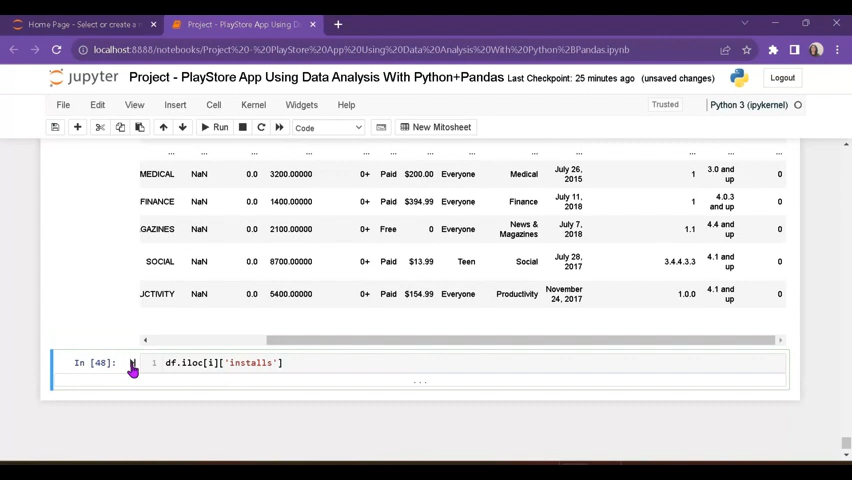 Home Page - Select or create a n
Project - PlayStore App Using Da
localhost:8888/notebooks/Project%20-%20PlayStore%20App%20Using%20Data%20Analysis%20With%20Python%2BPandas.ipynb
jupyter Project - PlayStore App Using Data Analysis With Python+Pandas Last Checkpoint: 25 minutes ago (unsaved changes) Logout
File Edit View Insert Cell Kernel Widgets Help Trusted Python 3 (ipykernel)
Run Code New Mitosheet
... ... ... ... ... ... ... ... ... ... ... ...
MEDICAL NaN 0.0 3200.00000 0+ Paid $200.00 Everyone Medical July 26, 2015 1 3.0 and up 0
FINANCE NaN 0.0 1400.00000 0+ Paid $394.99 Everyone Finance July 11, 2018 1 4.0.3 and up 0
GAZINES NaN 0.0 2100.00000 0+ Free 0 Everyone News & Magazines July 7, 2018 1.1 4.4 and up 0
SOCIAL NaN 0.0 8700.00000 0+ Paid $13.99 Teen Social July 28, 2017 3.4.4.3.3 4.1 and up 0
UCTIVITY NaN 0.0 5400.00000 0+ Paid $154.99 Everyone Productivity November 24, 2017 1.0.0 4.1 and up 0
In [48]: 1 df.iloc[i]['installs']
...